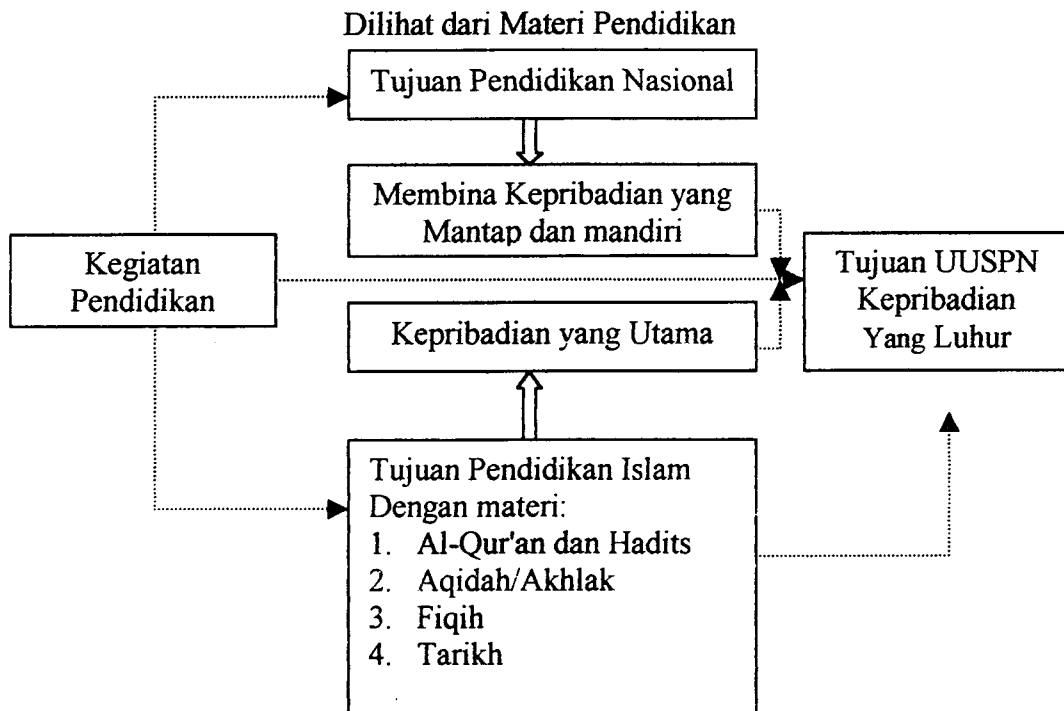 Dilihat dari Materi Pendidikan
Tujuan Pendidikan Nasional
Membina Kepribadian yang
Mantap dan mandiri
Kegiatan
Pendidikan
Tujuan UUSPN
Kepribadian
Yang Luhur
Kepribadian yang Utama
Tujuan Pendidikan Islam
Dengan materi:
1. Al-Qur'an dan Hadits
2. Aqidah/Akhlak
3. Fiqih
4. Tarikh